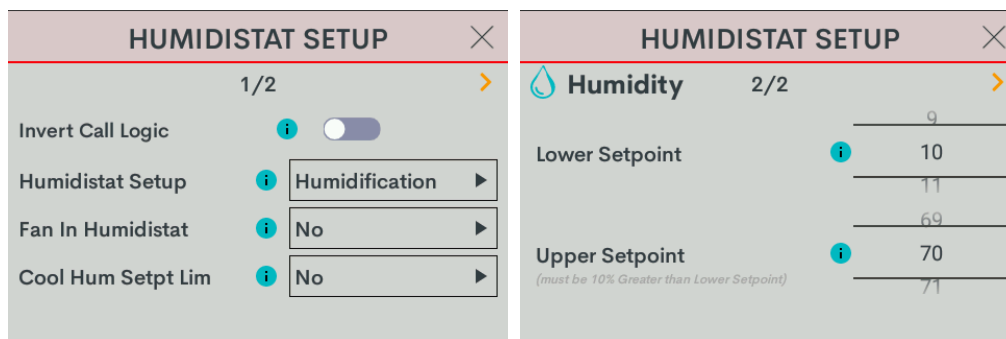 HUMIDISTAT SETUP
1/2
Invert Call Logic
Humidistat Setup Humidification
Fan In Humidistat No
Cool Hum Setpt Lim No
HUMIDISTAT SETUP
Humidity 2/2
9
Lower Setpoint 10
11
69
Upper Setpoint 70
(must be 10% Greater than Lower Setpoint)
71